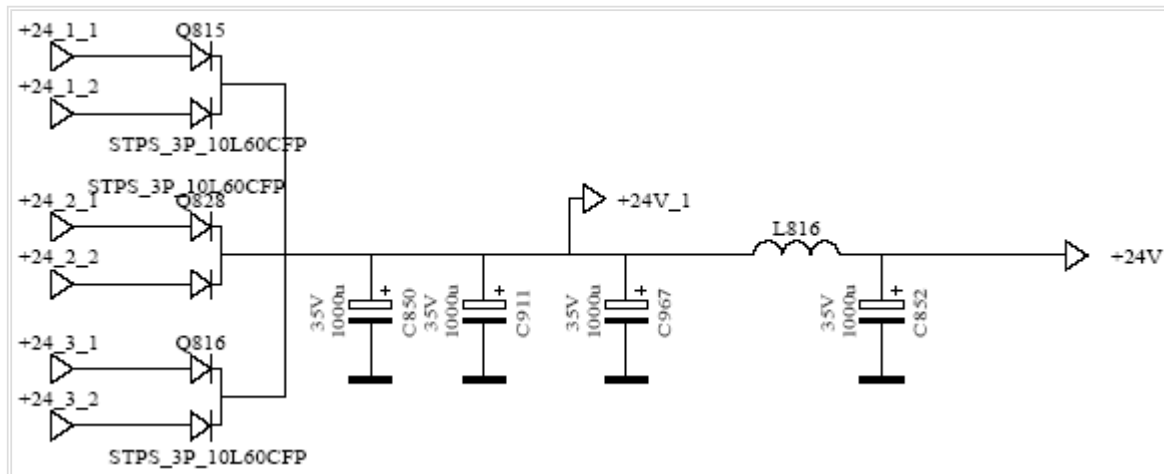 +24_1_1
Q815
+24_1_2
STPS_3P_10L60CFP
STPS_3P_10L60CFP
+24_2_1
Q828
+24_2_2
+24V_1
L816
+24V
35V
1000u
+
C850
35V
1000u
+
C911
35V
1000u
+
C967
35V
1000u
+
C852
+24_3_1
Q816
+24_3_2
STPS_3P_10L60CFP